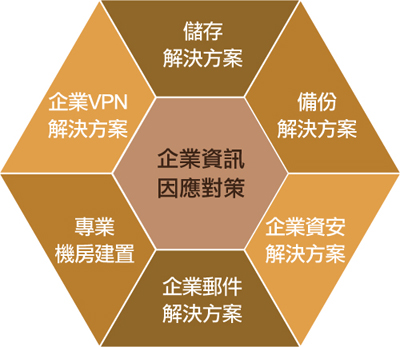 儲存
解決方案
企業VPN
解決方案
備份
解決方案
企業資訊
因應對策
專業
機房建置
企業資安
解決方案
企業郵件
解決方案